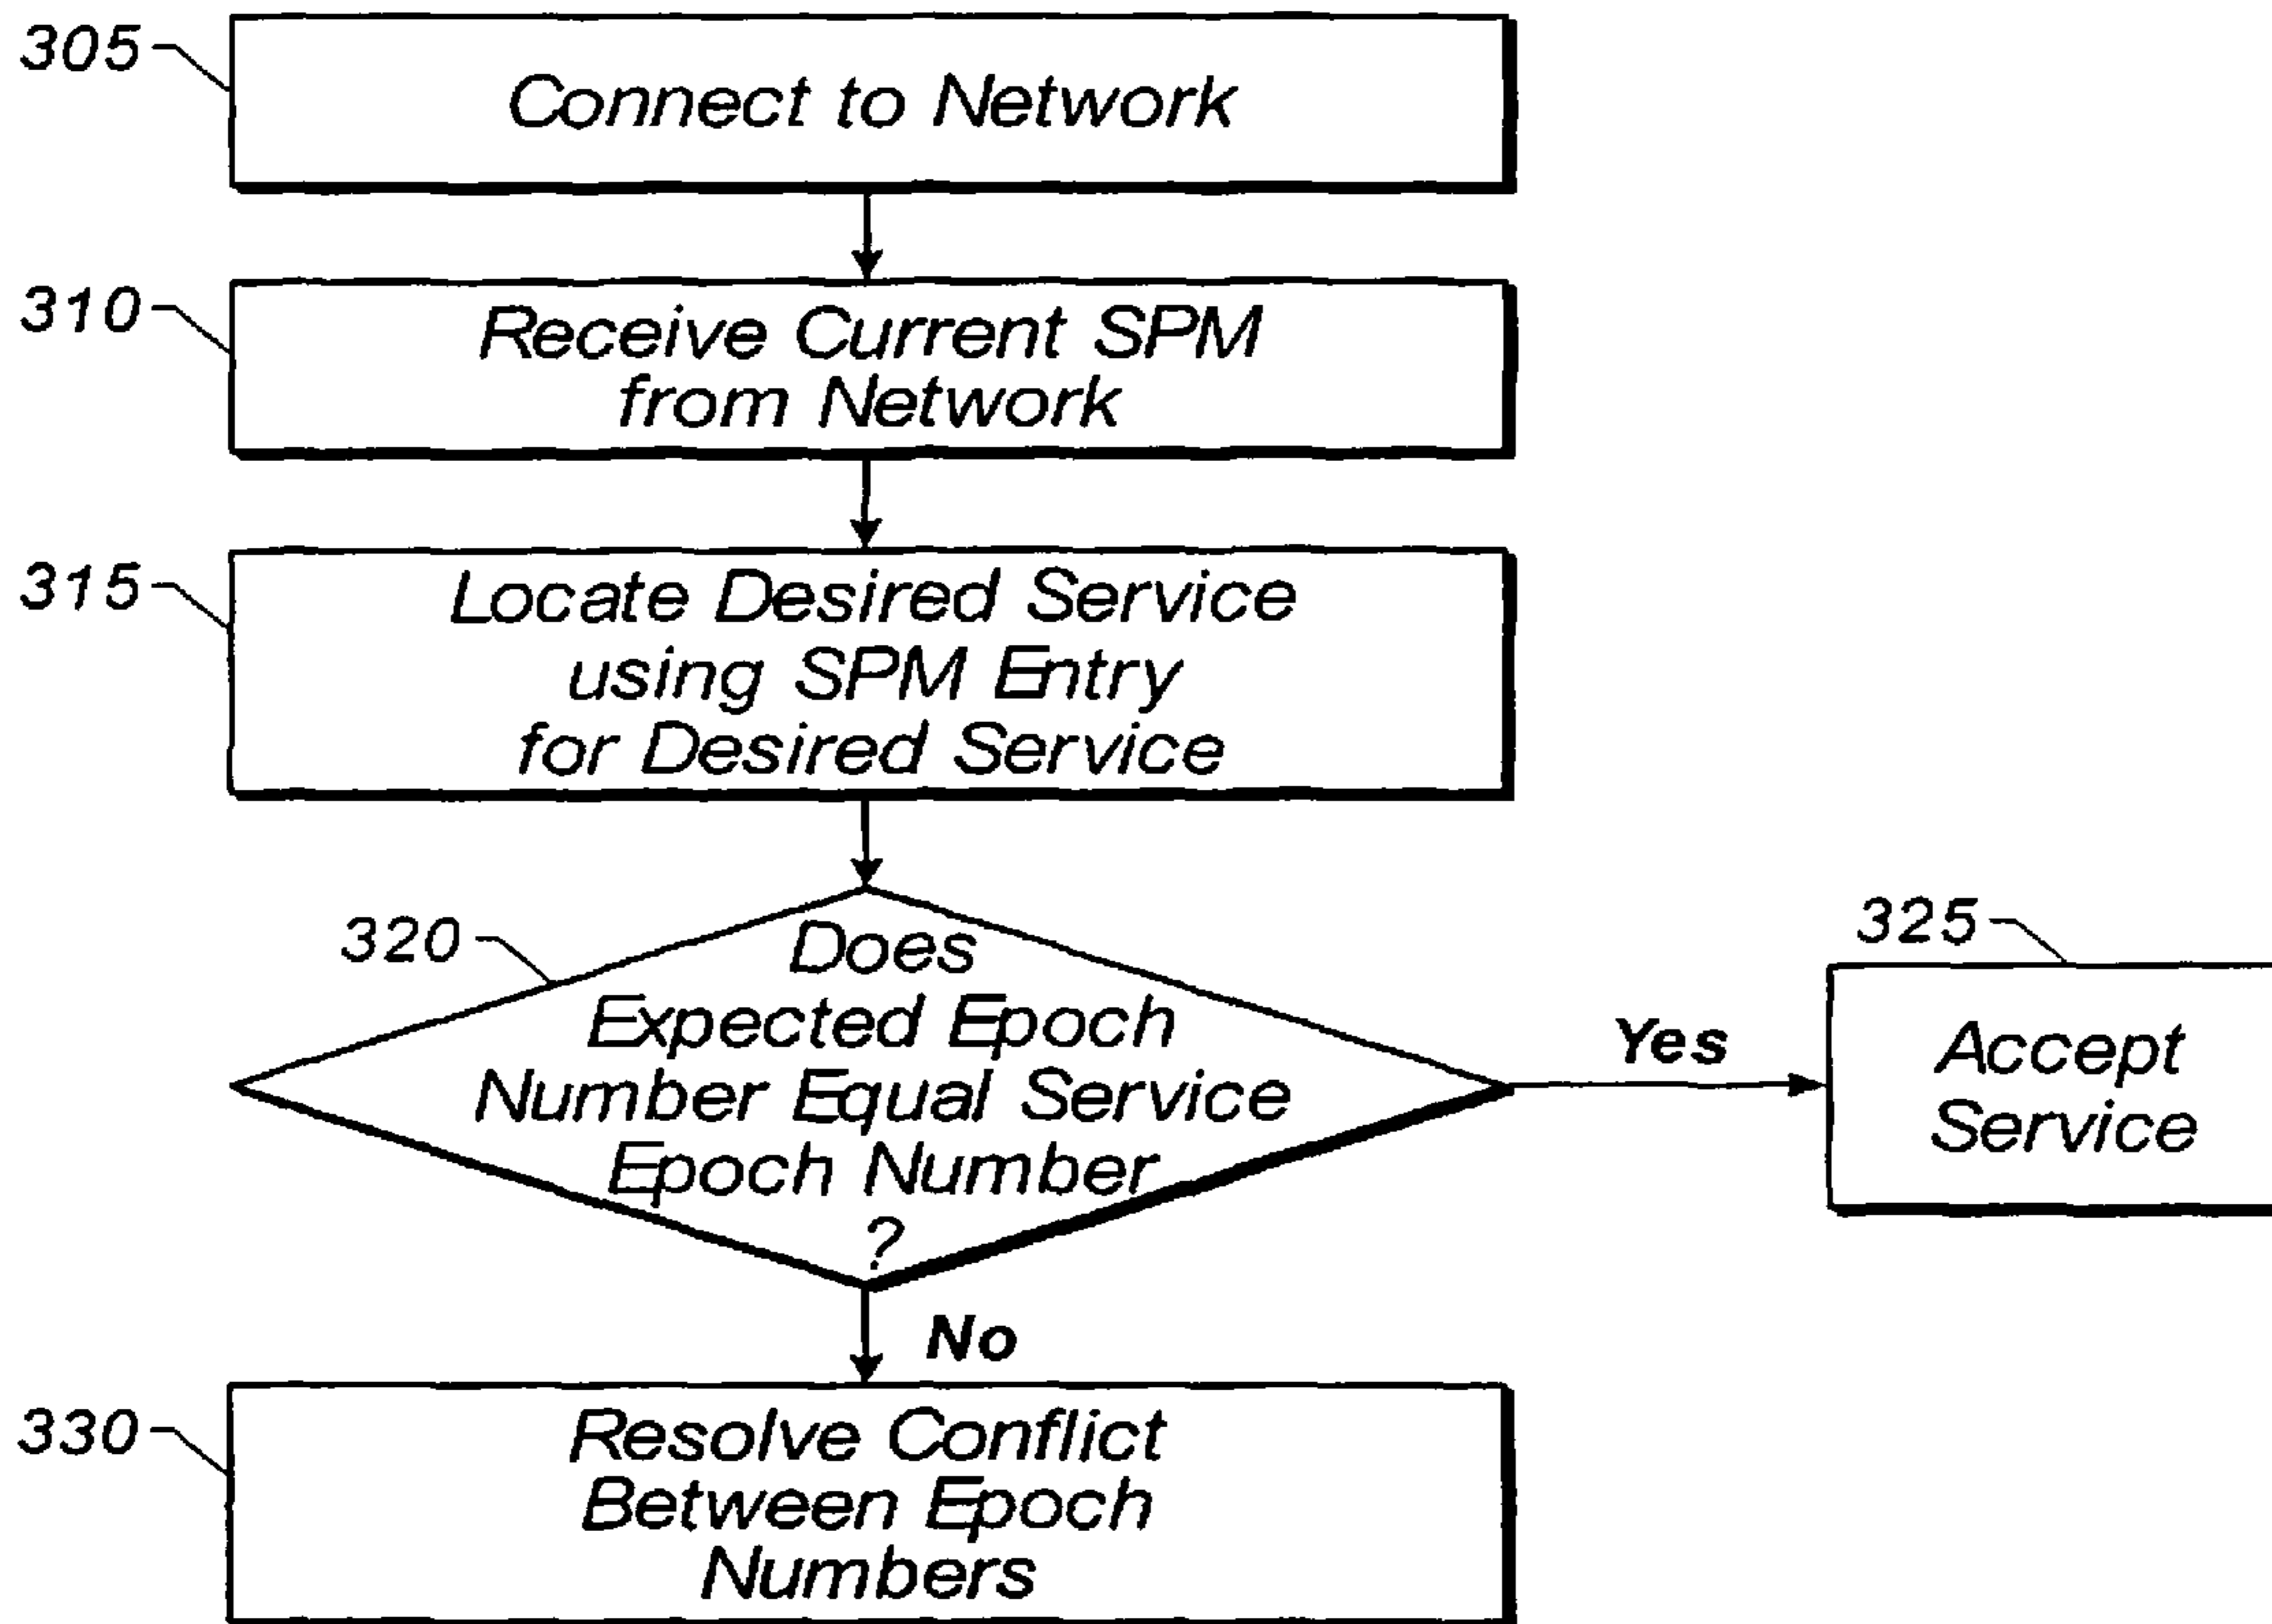 305
Connect to Network
310
Receive Current SPM
from Network
315
Locate Desired Service
using SPM Entry
for Desired Service
320
Does
Expected Epoch
Number Equal Service
Epoch Number
?
Yes
325
Accept
Service
No
330
Resolve Conflict
Between Epoch
Numbers